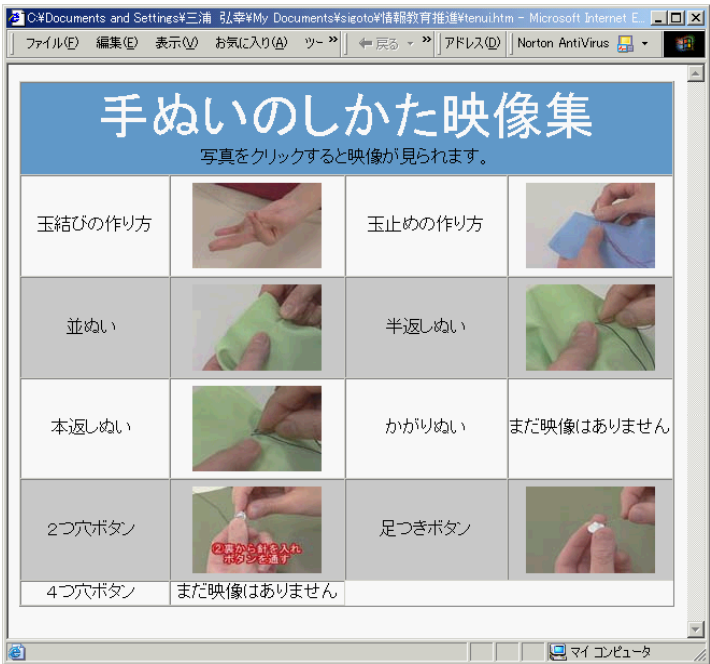 C:¥Documents and Settings¥三浦 弘幸¥My Documents¥sigoto¥情報教育推進¥tenui.htm - Microsoft Internet E...
ファイル(F) 編集(E) 表示(V) お気に入り(A) ツー » 戻る » アドレス(D) Norton AntiVirus
手ぬいのしかた映像集
写真をクリックすると映像が見られます。
玉結びの作り方 玉止めの作り方
並ぬい 半返しぬい
本返しぬい かがりぬい まだ映像はありません
2つ穴ボタン ②裏から針を入れ 足つきボタン
ボタンを通す
4つ穴ボタン まだ映像はありません
マイ コンピュータ